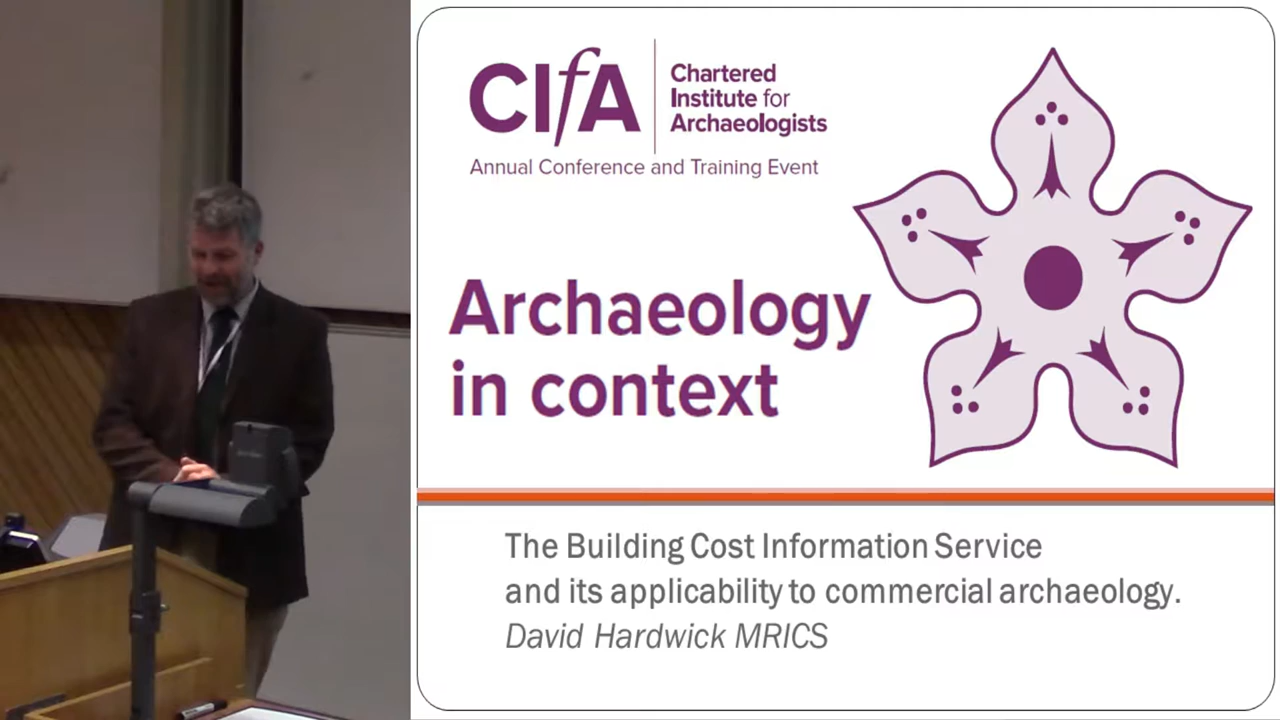 CIfA
Chartered
Institute for
Archaeologists
Annual Conference and Training Event
Archaeology
in context
The Building Cost Information Service
and its applicability to commercial archaeology.
David Hardwick MRICS